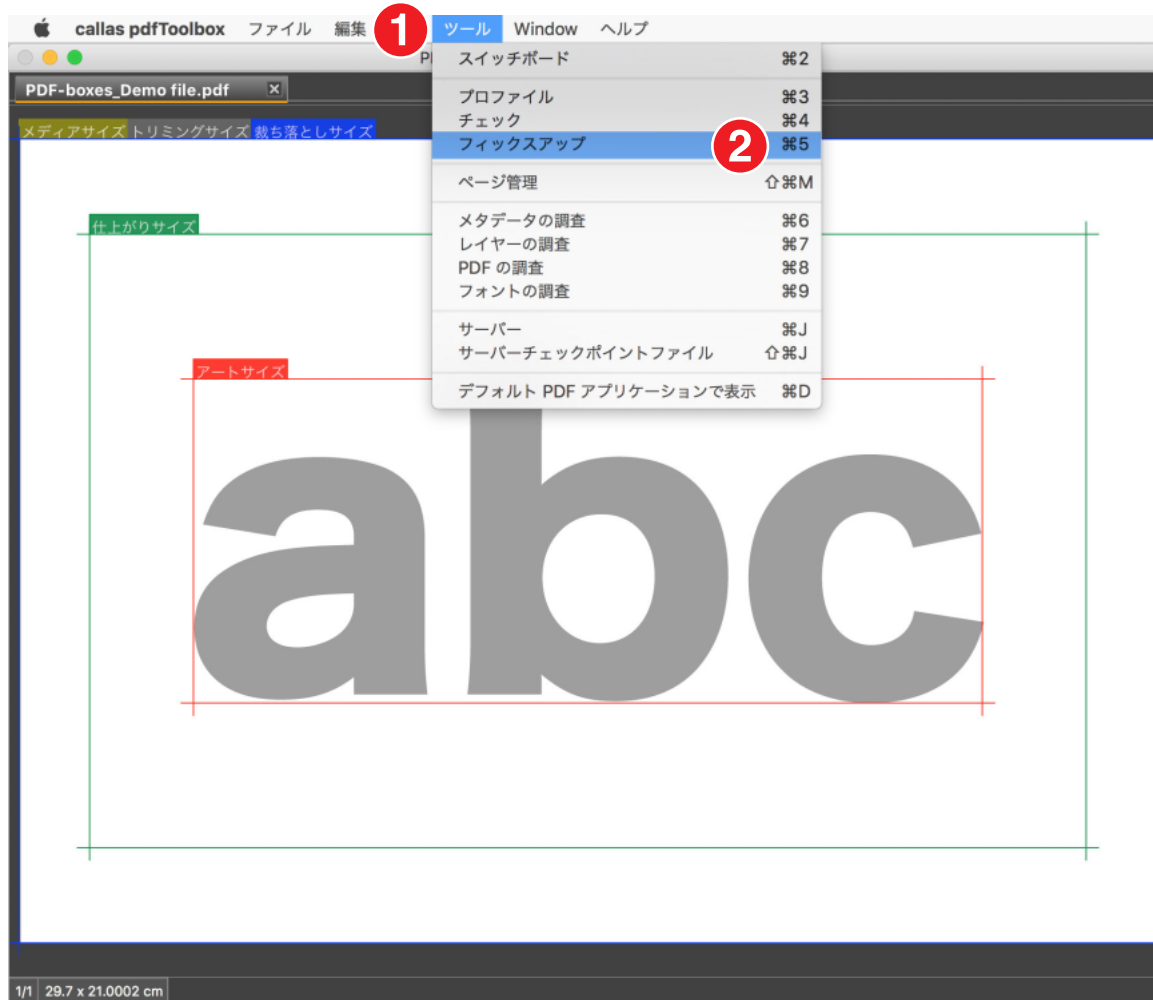 callas pdfToolbox ファイル 編集 1 ツール Window ヘルプ
PDF-boxes_Demo file.pdf
メディアサイズ トリミングサイズ 裁ち落としサイズ
スイッチボード ⌘2
プロファイル ⌘3
チェック ⌘4
フィックスアップ 2 ⌘5
ページ管理 ⇧⌘M
メタデータの調査 ⌘6
レイヤーの調査 ⌘7
PDF の調査 ⌘8
フォントの調査 ⌘9
サーバー ⌘J
サーバーチェックポイントファイル ⇧⌘J
デフォルト PDF アプリケーションで表示 ⌘D
仕上がりサイズ
アートサイズ
abc
1/1 29.7 x 21.0002 cm